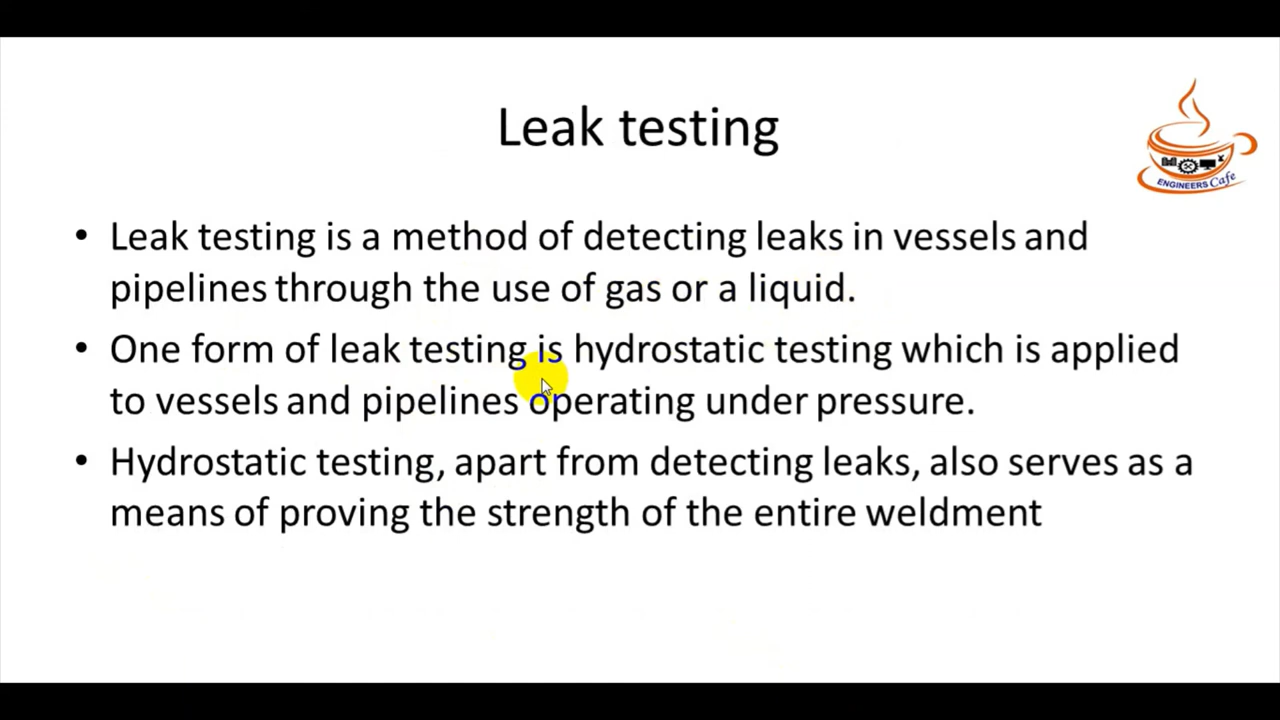 Leak testing
ENGINEERS Cafe
• Leak testing is a method of detecting leaks in vessels and
pipelines through the use of gas or a liquid.
• One form of leak testing is hydrostatic testing which is applied
to vessels and pipelines operating under pressure.
• Hydrostatic testing, apart from detecting leaks, also serves as a
means of proving the strength of the entire weldment